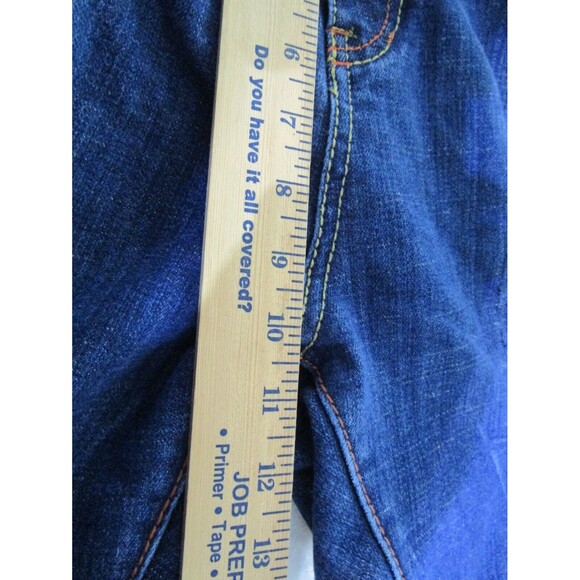 6
7
8
9
10
11
12
13
Do you have it all covered?
JOB PREP
• Primer • Tape •